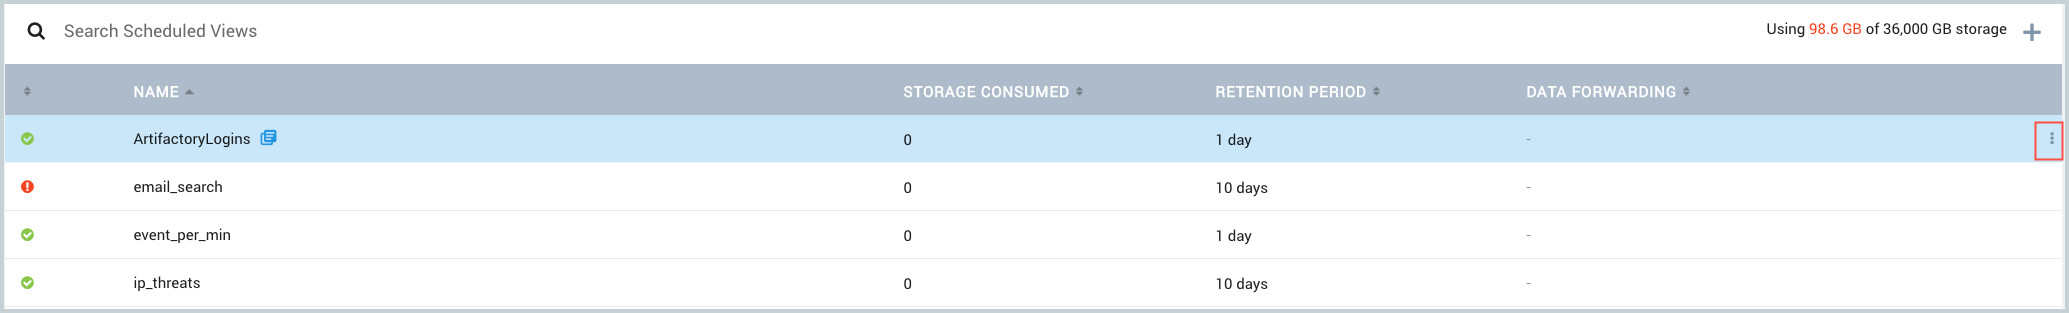 Search Scheduled Views Using 98.6 GB of 36,000 GB storage
NAME STORAGE CONSUMED RETENTION PERIOD DATA FORWARDING
ArtifactoryLogins 0 1 day -
email_search 0 10 days -
event_per_min 0 1 day -
ip_threats 0 10 days -